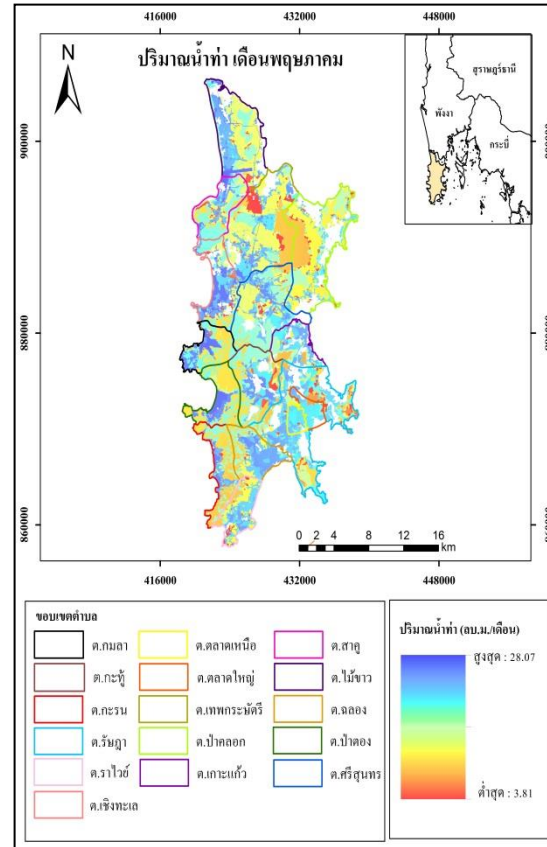 416000 432000 448000
N
ปริมาณน้ำท่า เดือนพฤษภาคม
สุราษฎร์ธานี
พังงา
กระบี่
900000
880000
860000
0 2 4 8 12 16
km
416000 432000 448000
ขอบเขตตำบล
ต.กมลา ต.ตลาดเหนือ ต.สาคู
ต.กะทู้ ต.ตลาดใหญ่ ต.ไม้ขาว
ต.กะรน ต.เทพกระษัตรี ต.ฉลอง
ต.รัษฎา ต.ป่าคลอก ต.ป่าตอง
ต.ราไวย์ ต.เกาะแก้ว ต.ศรีสุนทร
ต.เชิงทะเล
ปริมาณน้ำท่า (ลบ.ม./เดือน)
สูงสุด : 28.07
ต่ำสุด : 3.81